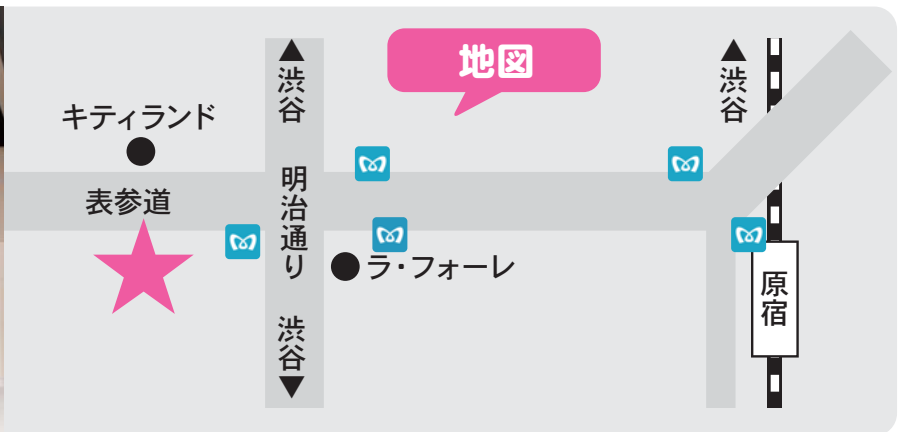 地図
▲渋谷
▲渋谷
キティランド
明治通り
表参道
ラ・フォーレ
原宿
渋谷▼